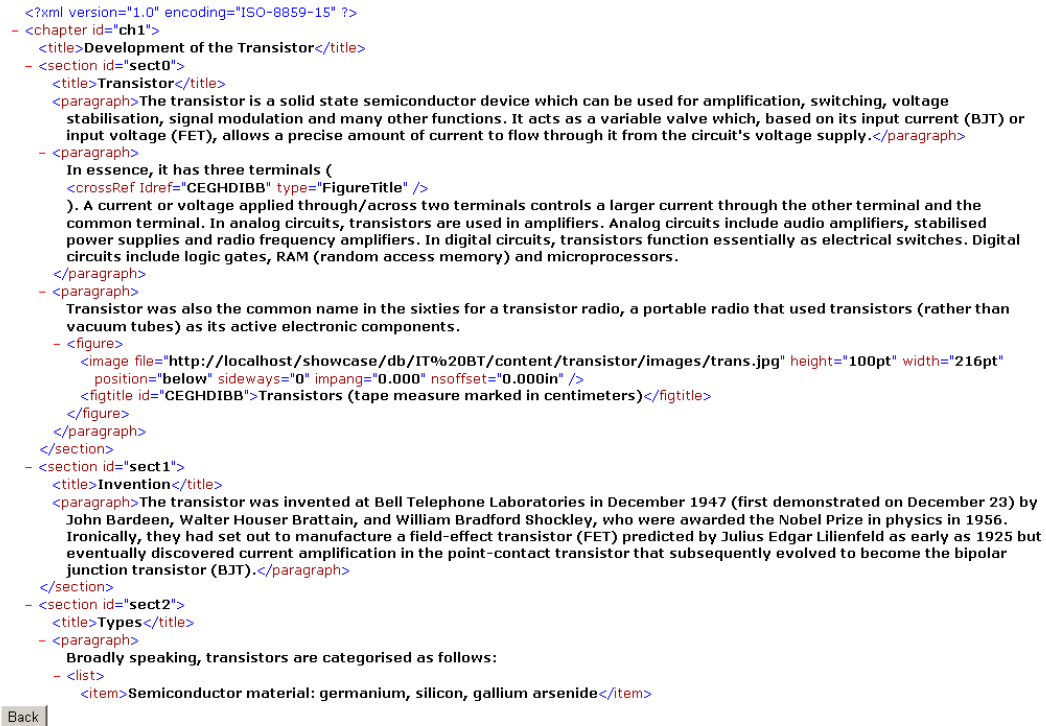 <?xml version="1.0" encoding="ISO-8859-15" ?>
- <chapter id="ch1">
<title>Development of the Transistor</title>
- <section id="sect0">
<title>Transistor</title>
<paragraph>The transistor is a solid state semiconductor device which can be used for amplification, switching, voltage
stabilisation, signal modulation and many other functions. It acts as a variable valve which, based on its input current (BJT) or
input voltage (FET), allows a precise amount of current to flow through it from the circuit's voltage supply.</paragraph>
- <paragraph>
In essence, it has three terminals (
<crossRef Idref="CEGHDIBB" type="FigureTitle" />
). A current or voltage applied through/across two terminals controls a larger current through the other terminal and the
common terminal. In analog circuits, transistors are used in amplifiers. Analog circuits include audio amplifiers, stabilised
power supplies and radio frequency amplifiers. In digital circuits, transistors function essentially as electrical switches. Digital
circuits include logic gates, RAM (random access memory) and microprocessors.
</paragraph>
- <paragraph>
Transistor was also the common name in the sixties for a transistor radio, a portable radio that used transistors (rather than
vacuum tubes) as its active electronic components.
- <figure>
<image file="http://localhost/showcase/db/IT%20BT/content/transistor/images/trans.jpg" height="100pt" width="216pt"
position="below" sideways="0" impang="0.000" nsoffset="0.000in" />
<figtitle id="CEGHDIBB">Transistors (tape measure marked in centimeters)</figtitle>
</figure>
</paragraph>
</section>
- <section id="sect1">
<title>Invention</title>
<paragraph>The transistor was invented at Bell Telephone Laboratories in December 1947 (first demonstrated on December 23) by
John Bardeen, Walter Houser Brattain, and William Bradford Shockley, who were awarded the Nobel Prize in physics in 1956.
Ironically, they had set out to manufacture a field-effect transistor (FET) predicted by Julius Edgar Lilienfeld as early as 1925 but
eventually discovered current amplification in the point-contact transistor that subsequently evolved to become the bipolar
junction transistor (BJT).</paragraph>
</section>
- <section id="sect2">
<title>Types</title>
- <paragraph>
Broadly speaking, transistors are categorised as follows:
- <list>
<item>Semiconductor material: germanium, silicon, gallium arsenide</item>
Back